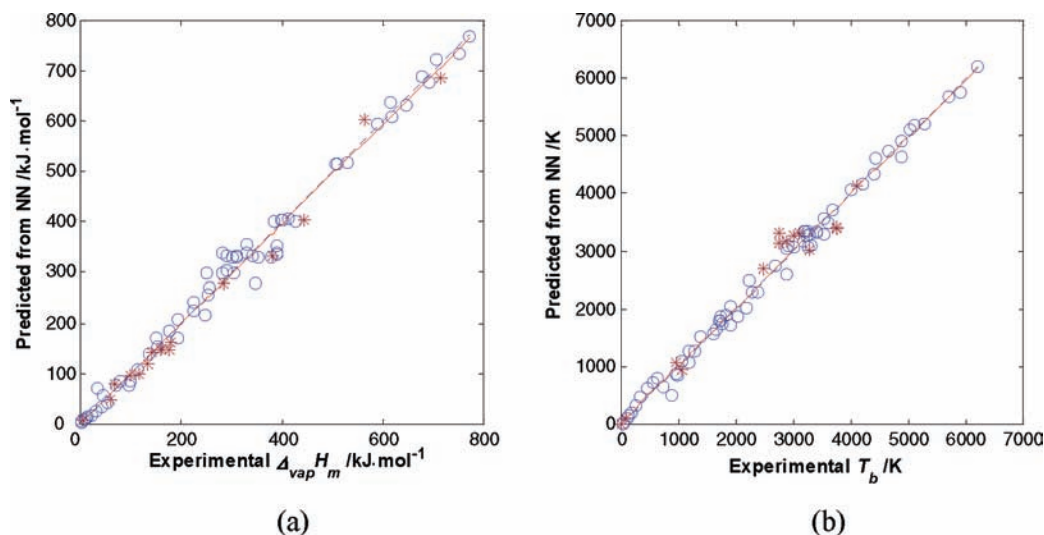 800
700
600
500
400
300
200
100
0
0 200 400 600 800
Predicted from NN /kJ·mol⁻¹
Experimental ΔvapHm /kJ·mol⁻¹
(a)
7000
6000
5000
4000
3000
2000
1000
0
0 1000 2000 3000 4000 5000 6000 7000
Predicted from NN /K
Experimental Tb /K
(b)